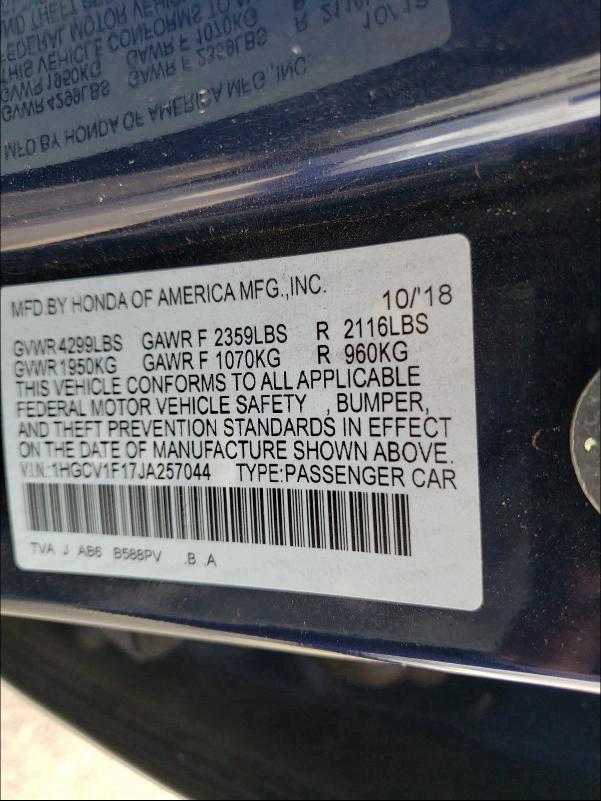 MFD.BY HONDA OF AMERICA MFG.,INC. 10/'18
GVWR 4299LBS GAWR F 2359LBS R 2116LBS
GVWR 1950KG GAWR F 1070KG R 960KG
THIS VEHICLE CONFORMS TO ALL APPLICABLE
FEDERAL MOTOR VEHICLE SAFETY , BUMPER,
AND THEFT PREVENTION STANDARDS IN EFFECT
ON THE DATE OF MANUFACTURE SHOWN ABOVE.
V.I.N.:1HGCV1F17JA257044 TYPE:PASSENGER CAR
TVA J AB6 B588PV .B .A